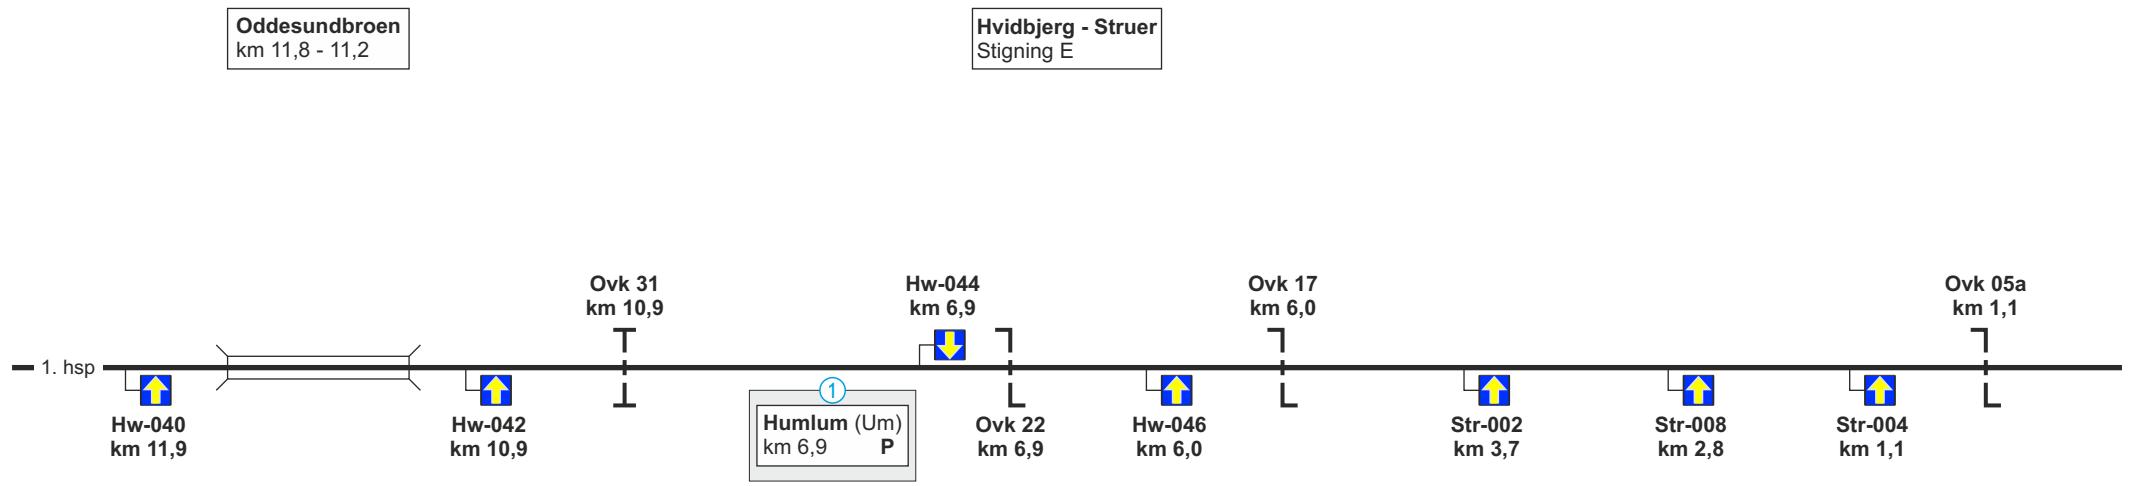 Oddesundbroen
km 11,8 - 11,2
Hvidbjerg - Struer
Stigning E
Ovk 31
km 10,9
Hw-044
km 6,9
Ovk 17
km 6,0
Ovk 05a
km 1,1
1. hsp
Hw-040
km 11,9
Hw-042
km 10,9
1
Humlum (Um)
km 6,9 P
Ovk 22
km 6,9
Hw-046
km 6,0
Str-002
km 3,7
Str-008
km 2,8
Str-004
km 1,1